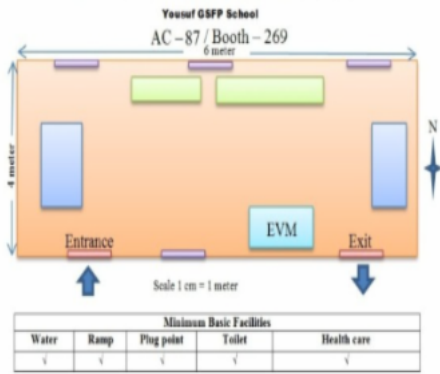 Yousuf GSFP School
AC – 87 / Booth – 269
6 meter
4 meter
N
EVM
Entrance
Exit
Scale 1 cm = 1 meter
Minimum Basic Facilities
Water Ramp Plug point Toilet Health care
√ √ √ √ √